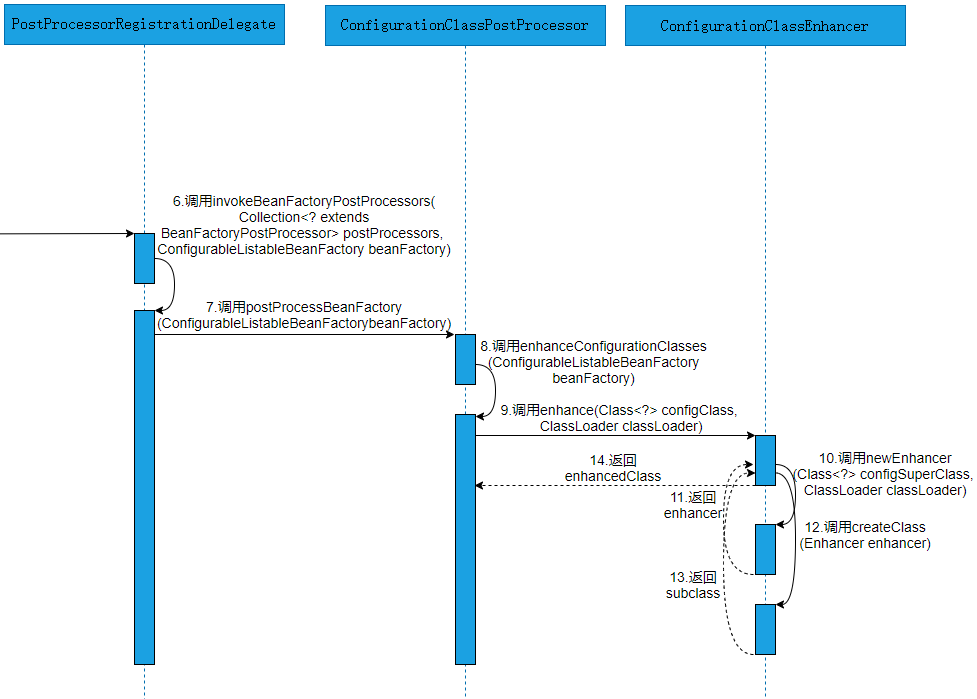 PostProcessorRegistrationDelegate
ConfigurationClassPostProcessor
ConfigurationClassEnhancer
6.调用invokeBeanFactoryPostProcessors(
Collection<? extends
BeanFactoryPostProcessor> postProcessors,
ConfigurableListableBeanFactory beanFactory)
7.调用postProcessBeanFactory
(ConfigurableListableBeanFactorybeanFactory)
8.调用enhanceConfigurationClasses
(ConfigurableListableBeanFactory
beanFactory)
9.调用enhance(Class<?> configClass,
ClassLoader classLoader)
10.调用newEnhancer
(Class<?> configSuperClass,
ClassLoader classLoader)
14.返回
enhancedClass
11.返回
enhancer
12.调用createClass
(Enhancer enhancer)
13.返回
subclass